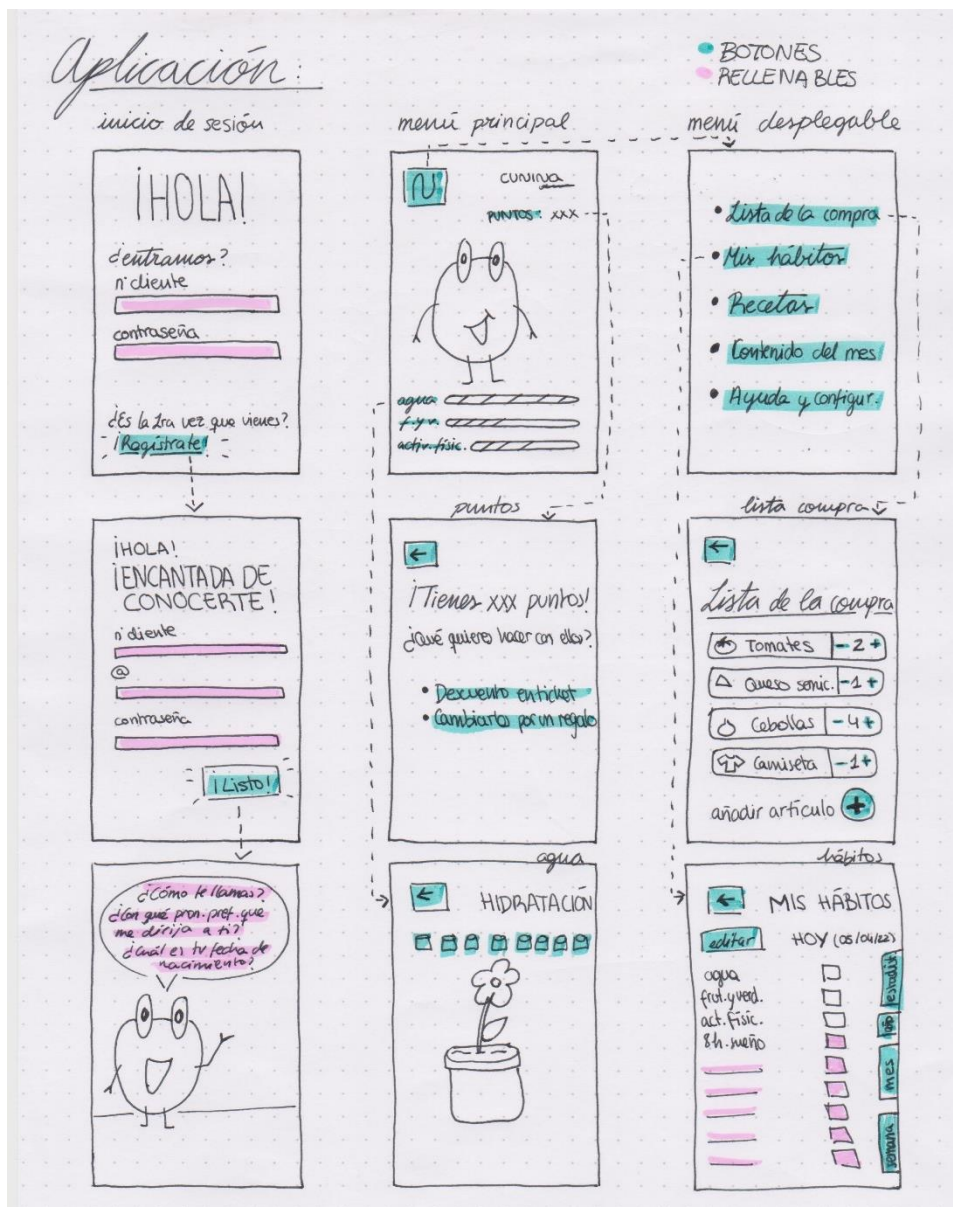 Aplicación:
BOTONES
RELLENABLES
inicio de sesión
¡HOLA!
¿entramos?
nº cliente
contraseña
¿Es la 1ra vez que vienes?
¡Regístrate!
¡HOLA!
¡ENCANTADA DE
CONOCERTE!
nº cliente
@
contraseña
¡Listo!
¿Cómo te llamas?
¿Con qué pron. pref. que
me dirija a ti?
¿Cuál es tu fecha de
nacimiento?
menú principal
N
CUNINA
PUNTOS: XXX
agua
f. y v.
activ. físic.
puntos
←
¡Tienes xxx puntos!
¿Qué quieres hacer con ellos?
• Descuento en ticket
• Cambiarlos por un regalo
agua
←
HIDRATACIÓN
menú desplegable
• Lista de la compra
• Mis hábitos
• Recetas
• Contenido del mes
• Ayuda y configur.
lista compra
←
Lista de la compra
Tomates - 2 +
Queso semic. - 1 +
Cebollas - 4 +
Camiseta - 1 +
añadir artículo +
hábitos
←
MIS HÁBITOS
editar
HOY (05/04/22)
agua
frut. y verd.
act. físic.
8h. sueño
estadís
año
mes
semana